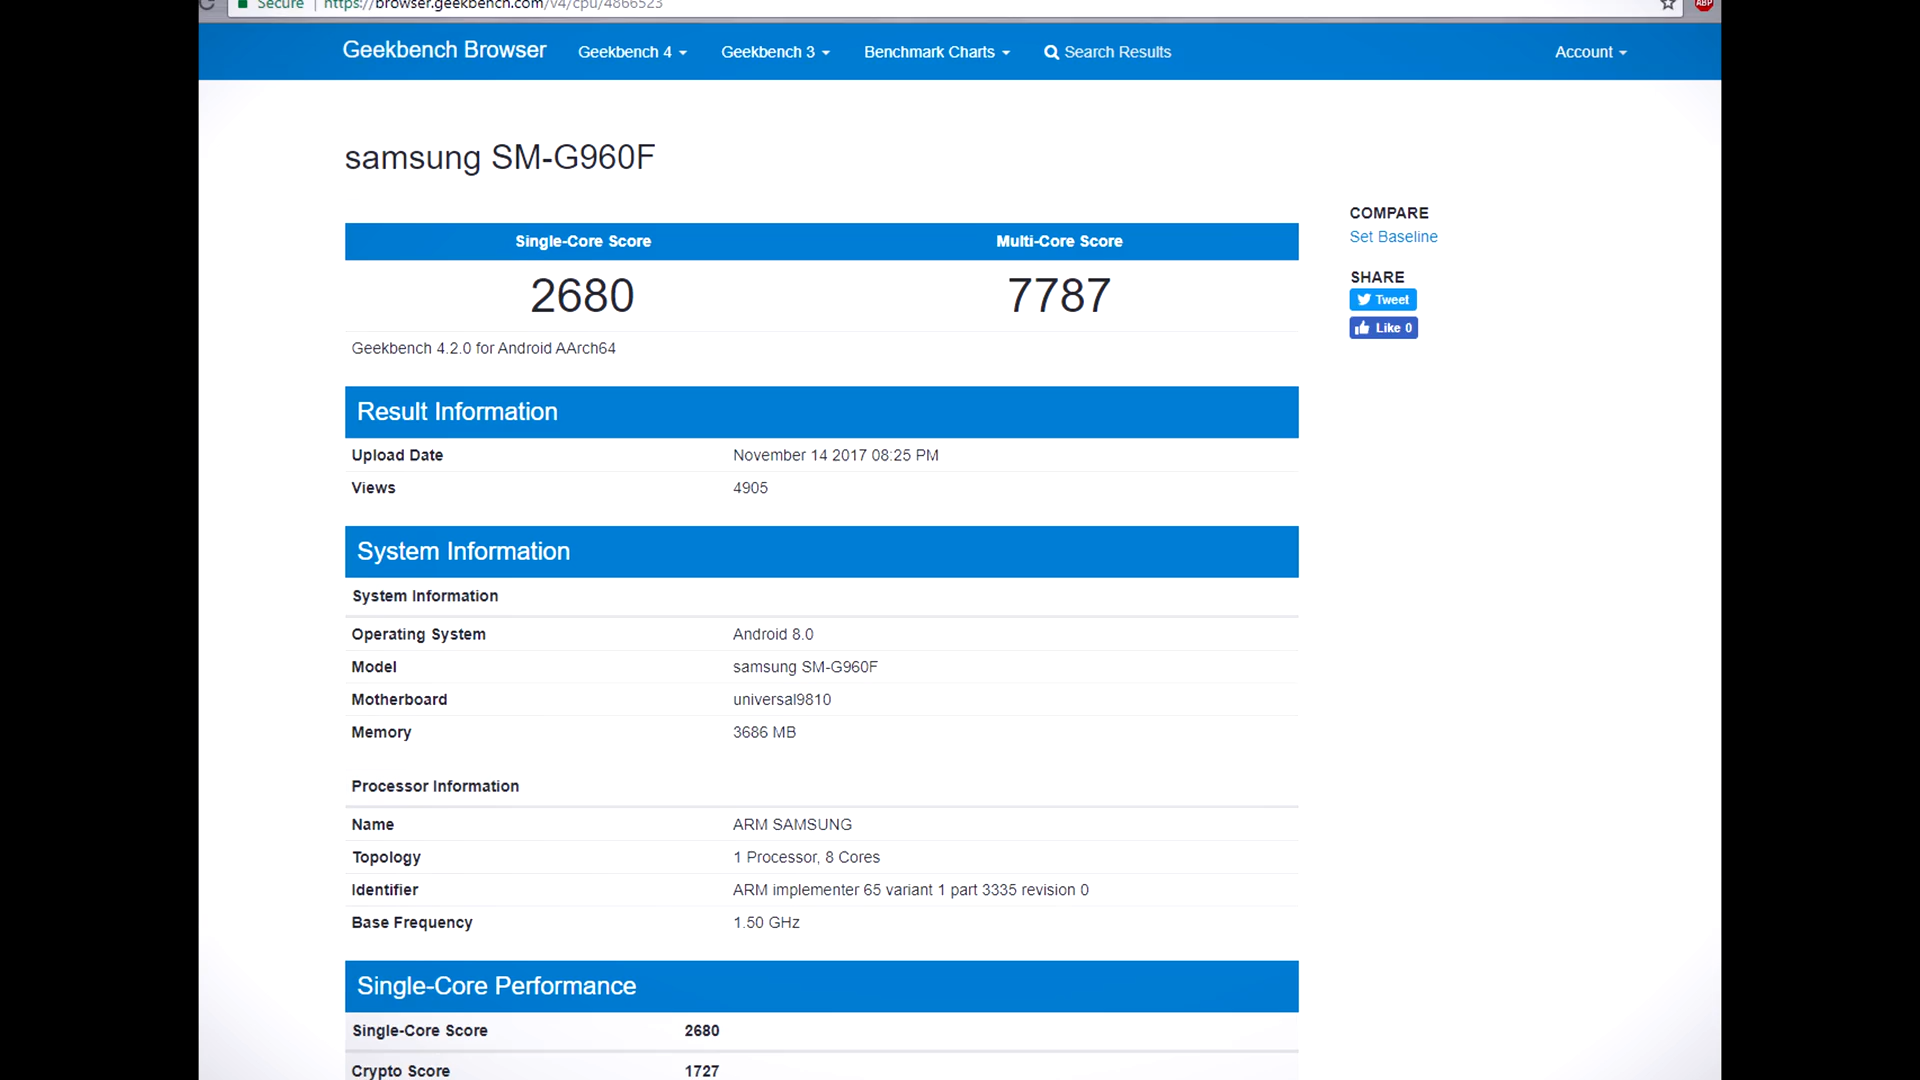 Secure https://browser.geekbench.com/v4/cpu/4866523
ABP
Geekbench Browser Geekbench 4 Geekbench 3 Benchmark Charts Search Results Account
samsung SM-G960F
COMPARE
Set Baseline
SHARE
Tweet
Like 0
Single-Core Score Multi-Core Score
2680 7787
Geekbench 4.2.0 for Android AArch64
Result Information
Upload Date November 14 2017 08:25 PM
Views 4905
System Information
System Information
Operating System Android 8.0
Model samsung SM-G960F
Motherboard universal9810
Memory 3686 MB
Processor Information
Name ARM SAMSUNG
Topology 1 Processor, 8 Cores
Identifier ARM implementer 65 variant 1 part 3335 revision 0
Base Frequency 1.50 GHz
Single-Core Performance
Single-Core Score 2680
Crypto Score 1727